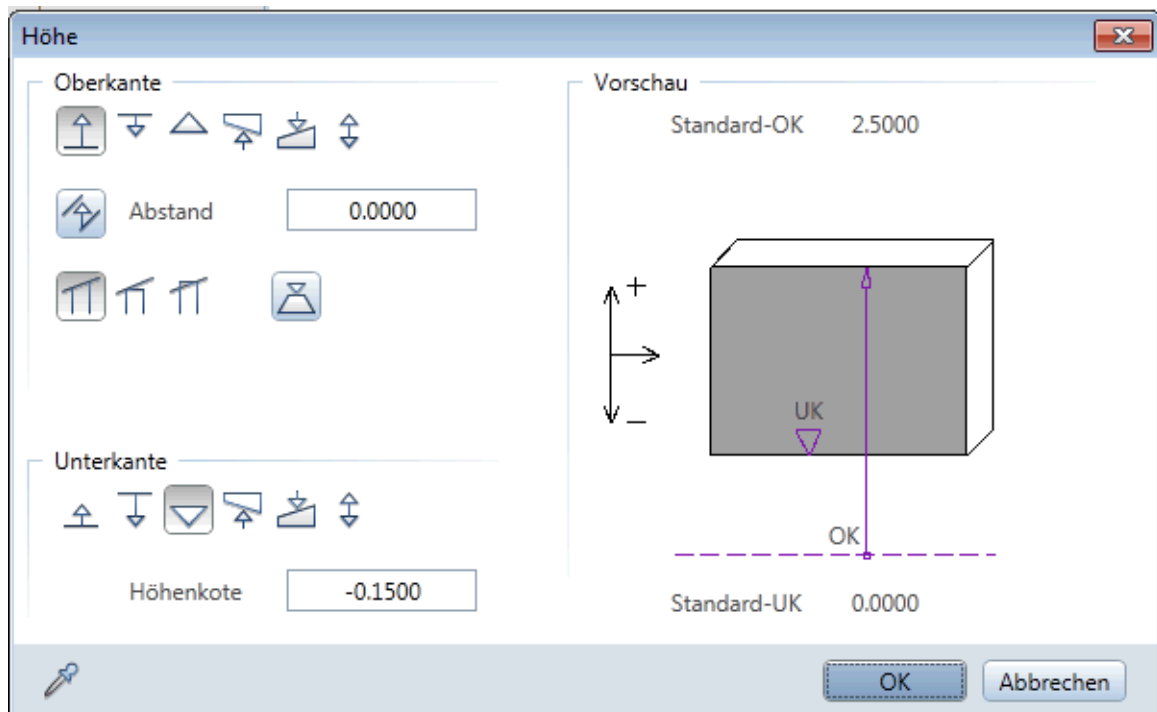 Höhe
Oberkante
Abstand 0.0000
Unterkante
Höhenkote -0.1500
Vorschau
Standard-OK 2.5000
+
UK
−
OK
Standard-UK 0.0000
OK Abbrechen